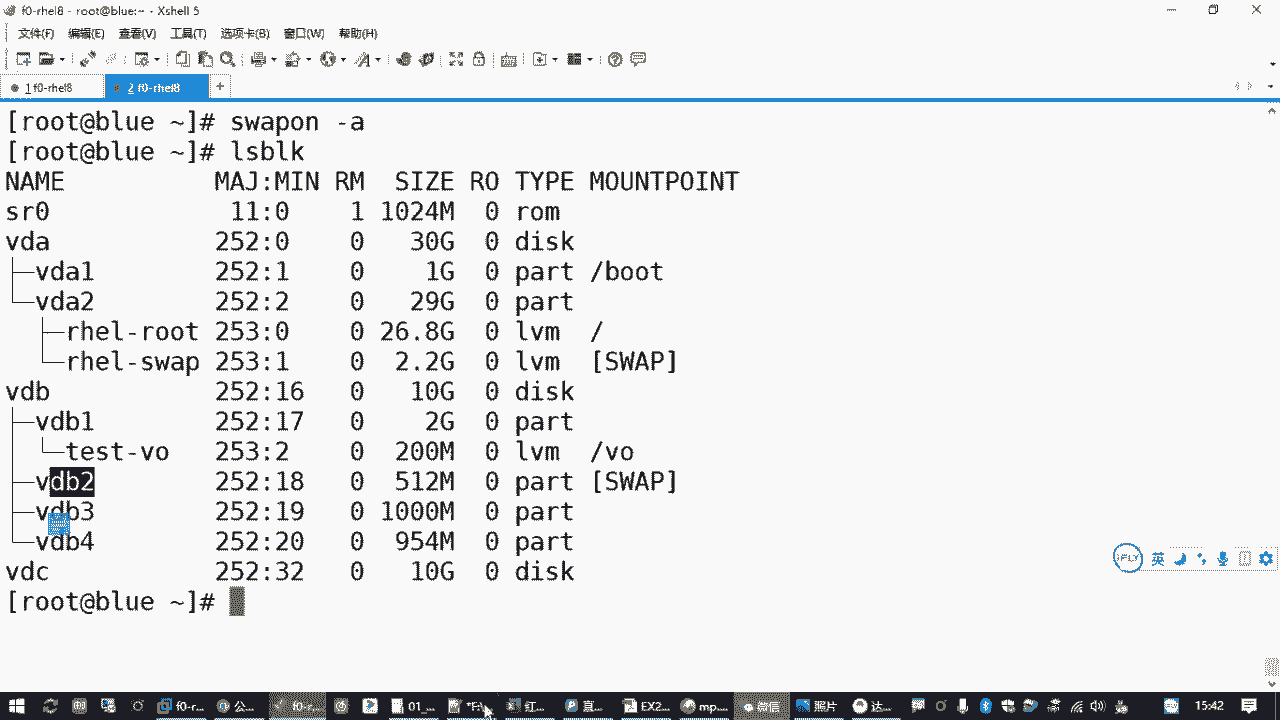 f0-rhel8 - root@blue:~ - Xshell 5
文件(F) 编辑(E) 查看(V) 工具(T) 选项卡(B) 窗口(W) 帮助(H)
1 f0-rhel8 2 f0-rhel8 +
[root@blue ~]# swapon -a
[root@blue ~]# lsblk
NAME MAJ:MIN RM SIZE RO TYPE MOUNTPOINT
sr0 11:0 1 1024M 0 rom
vda 252:0 0 30G 0 disk
├─vda1 252:1 0 1G 0 part /boot
└─vda2 252:2 0 29G 0 part
├─rhel-root 253:0 0 26.8G 0 lvm /
└─rhel-swap 253:1 0 2.2G 0 lvm [SWAP]
vdb 252:16 0 10G 0 disk
├─vdb1 252:17 0 2G 0 part
│ └─test-vo 253:2 0 200M 0 lvm /vo
├─vdb2 252:18 0 512M 0 part [SWAP]
├─vdb3 252:19 0 1000M 0 part
└─vdb4 252:20 0 954M 0 part
vdc 252:32 0 10G 0 disk
[root@blue ~]#
iFLY 英
f0-r... 公... f0-r... 01_... 红... 直... EX2... mp... 微信 照片 达... 15:42